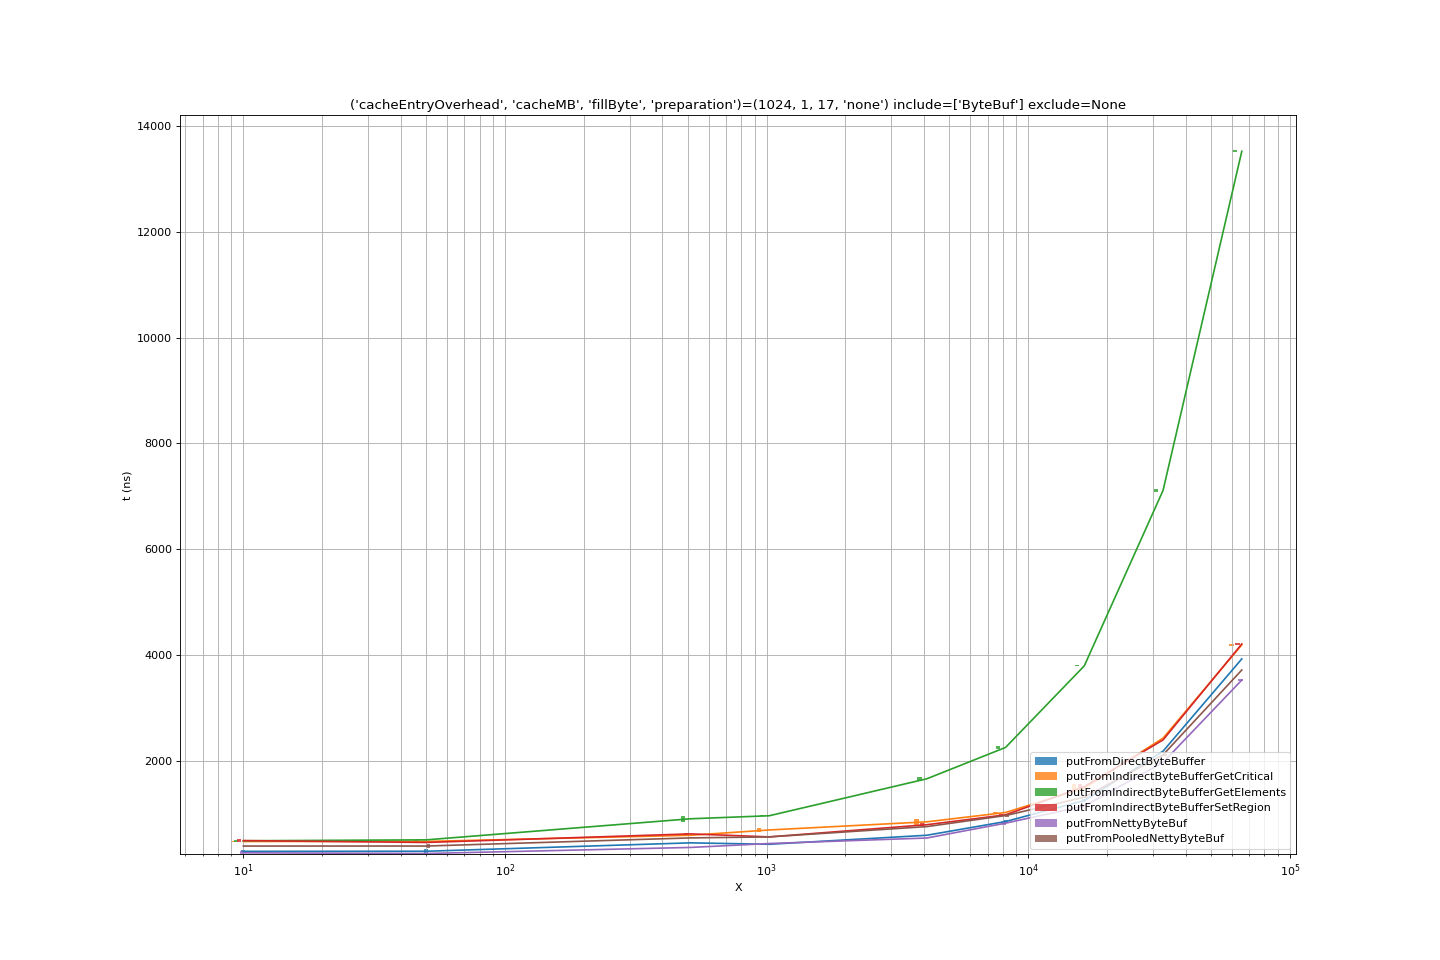 ('cacheEntryOverhead', 'cacheMB', 'fillByte', 'preparation')=(1024, 1, 17, 'none') include=['ByteBuf'] exclude=None
14000
12000
10000
8000
6000
4000
2000
t (ns)
10¹
10²
10³
10⁴
10⁵
X
putFromDirectByteBuffer
putFromIndirectByteBufferGetCritical
putFromIndirectByteBufferGetElements
putFromIndirectByteBufferSetRegion
putFromNettyByteBuf
putFromPooledNettyByteBuf